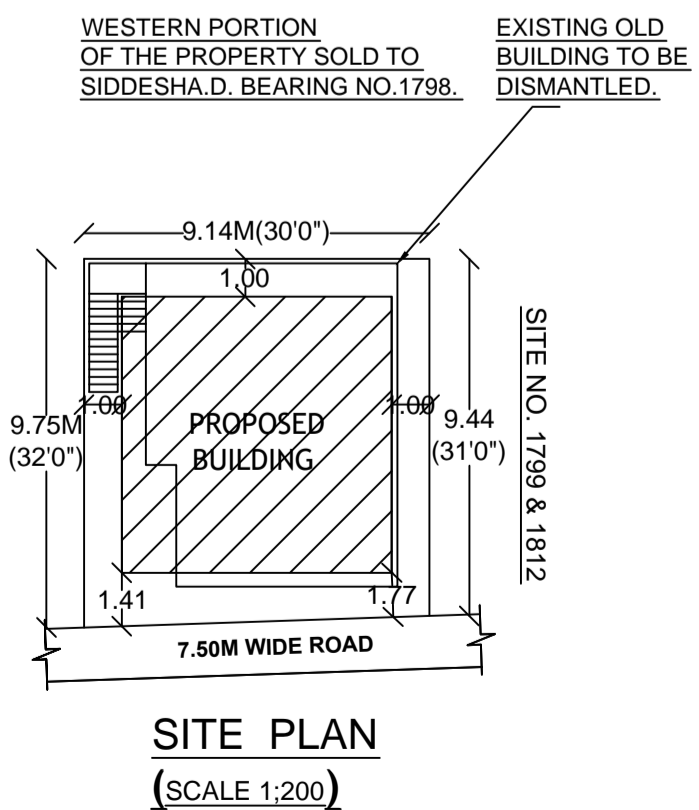 WESTERN PORTION
OF THE PROPERTY SOLD TO
SIDDESHA.D. BEARING NO.1798.
EXISTING OLD
BUILDING TO BE
DISMANTLED.
9.14M(30'0")
1.00
1.00
1.00
9.75M
(32'0")
PROPOSED
BUILDING
9.44
(31'0")
SITE NO. 1799 & 1812
1.41
1.77
7.50M WIDE ROAD
SITE PLAN
(SCALE 1;200)